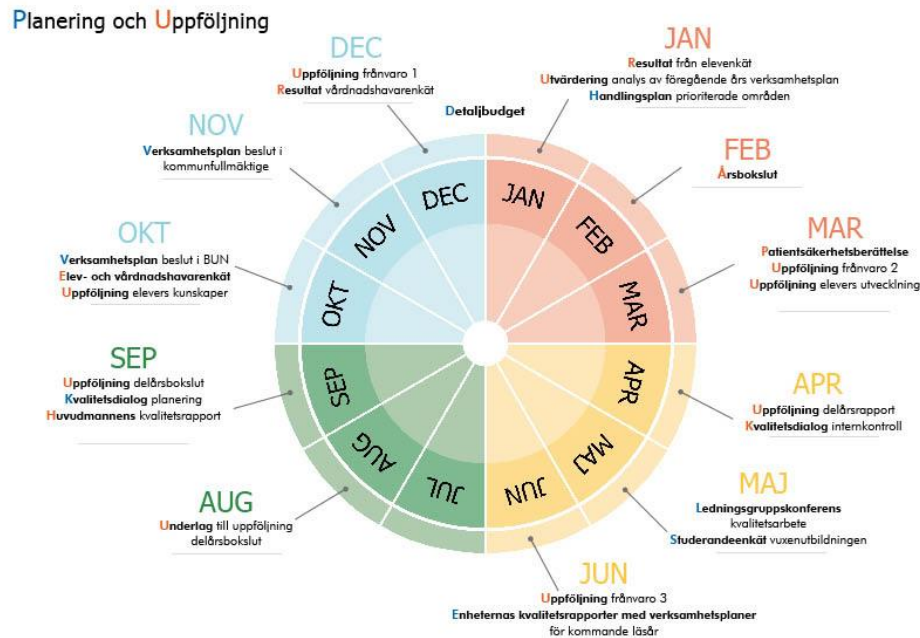 Planering och Uppföljning
DEC
Uppföljning frånvaro 1
Resultat vårdnadshavarenkät
Detaljbudget
JAN
Resultat från elevenkät
Utvärdering analys av föregående års verksamhetsplan
Handlingsplan prioriterade områden
NOV
Verksamhetsplan beslut i
kommunfullmäktige
FEB
Årsbokslut
OKT
Verksamhetsplan beslut i BUN
Elev- och vårdnadshavarenkät
Uppföljning elevers kunskaper
MAR
Patientsäkerhetsberättelse
Uppföljning frånvaro 2
Uppföljning elevers utveckling
SEP
Uppföljning delårsbokslut
Kvalitetsdialog planering
Huvudmannens kvalitetsrapport
APR
Uppföljning delårsrapport
Kvalitetsdialog internkontroll
AUG
Underlag till uppföljning
delårsbokslut
MAJ
Ledningsgruppskonferens
kvalitetsarbete
Studerandeenkät vuxenutbildningen
JUN
Uppföljning frånvaro 3
Enheternas kvalitetsrapporter med verksamhetsplaner
för kommande läsår
JAN
FEB
MAR
APR
MAJ
JUN
JUL
AUG
SEP
OKT
NOV
DEC